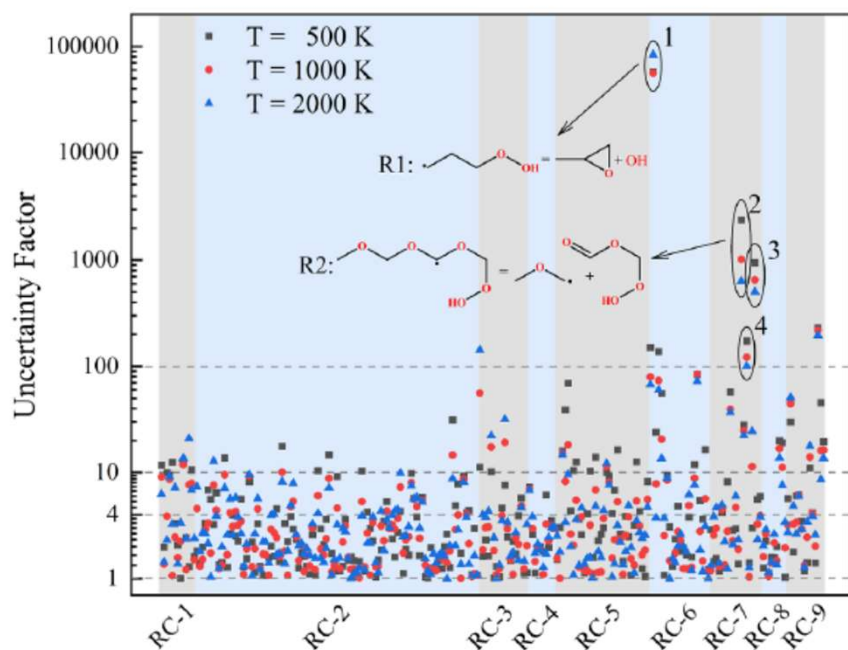 100000
10000
1000
100
10
4
1
Uncertainty Factor
T = 500 K
T = 1000 K
T = 2000 K
1
R1:
O
OH
=
O
+ OH
2
3
R2:
O
O
O
O
HO
=
O
+
O
O
O
HO
4
RC-1
RC-2
RC-3
RC-4
RC-5
RC-6
RC-7
RC-8
RC-9